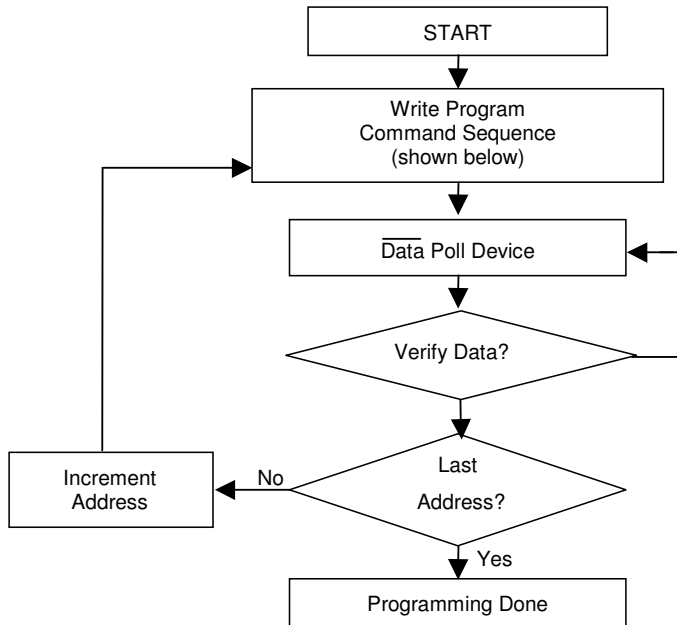 START
Write Program
Command Sequence
(shown below)
Data Poll Device
Verify Data?
Last
Address?
No
Increment
Address
Yes
Programming Done